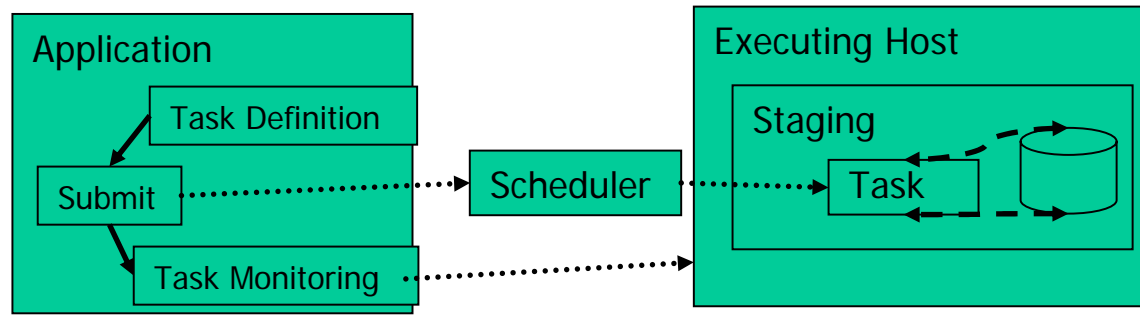 Application
Task Definition
Submit
Task Monitoring
Scheduler
Executing Host
Staging
Task